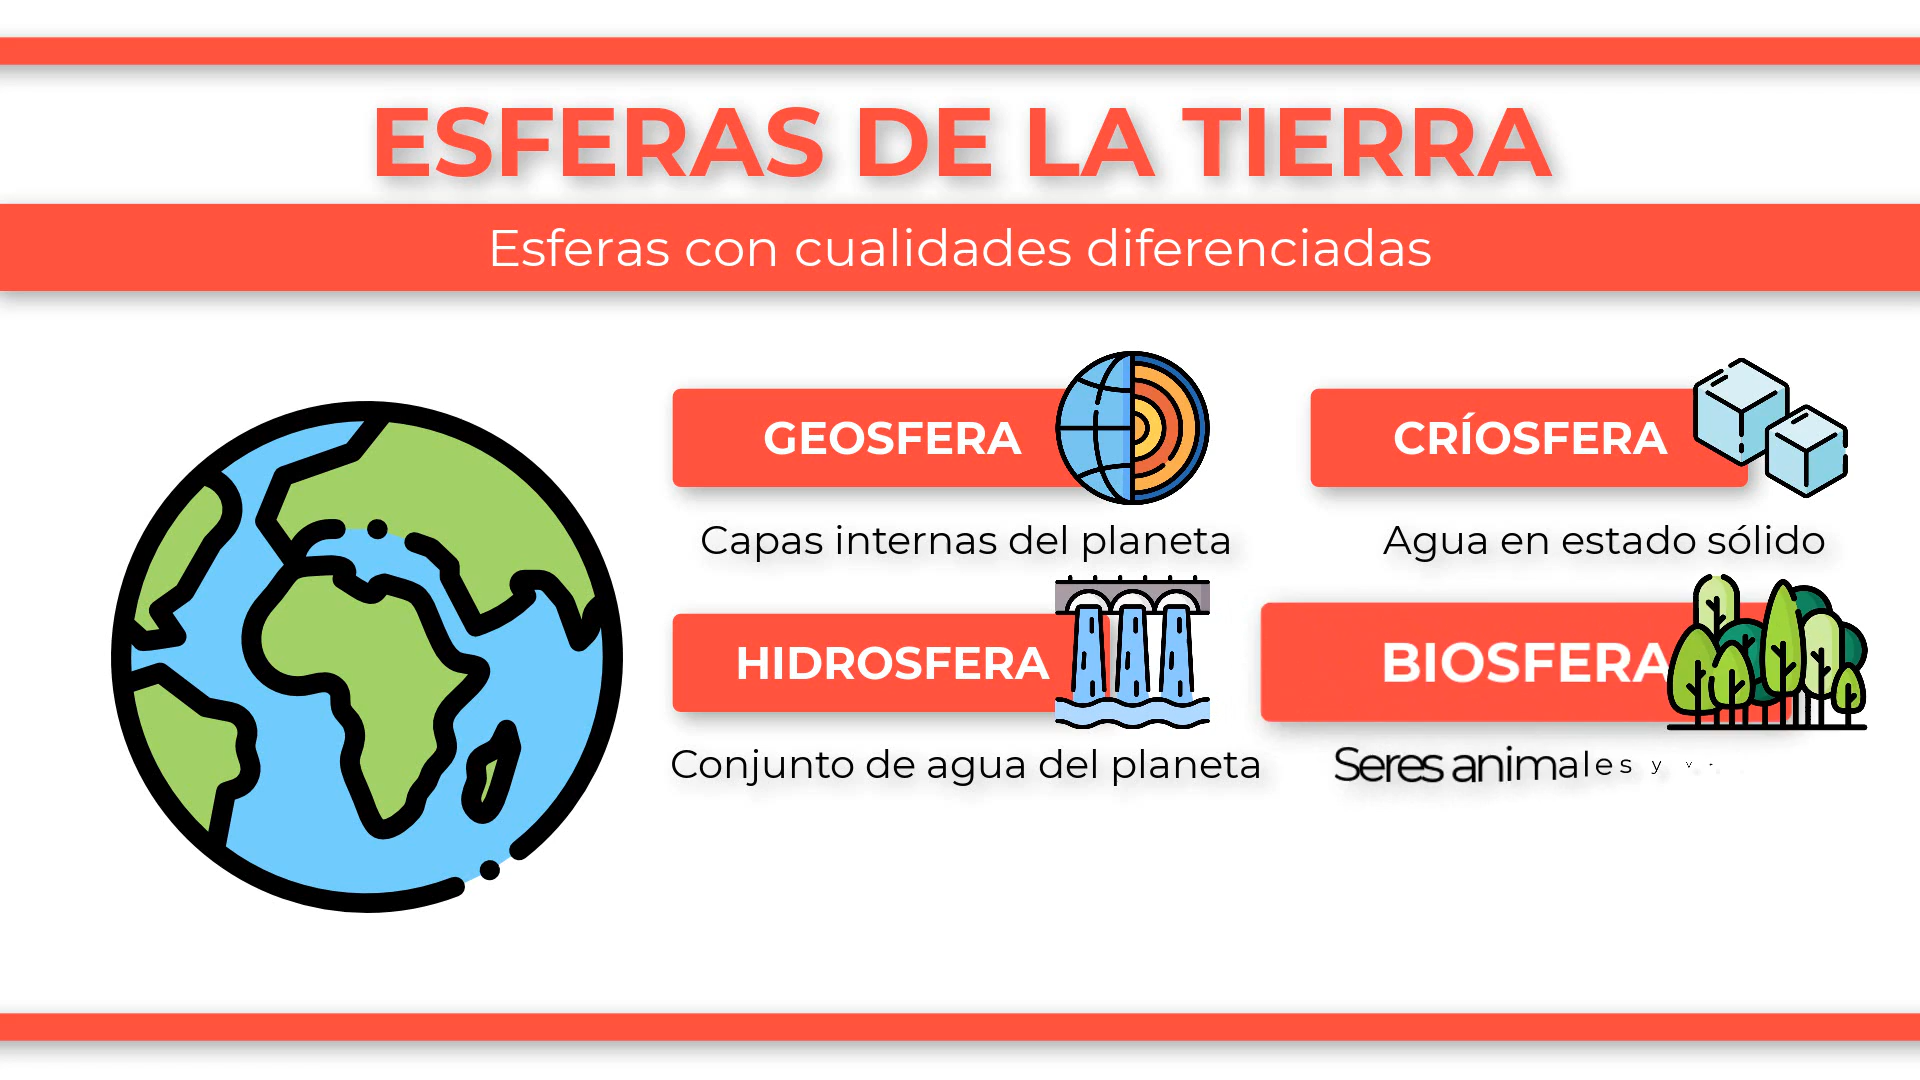 ESFERAS DE LA TIERRA
Esferas con cualidades diferenciadas
GEOSFERA
Capas internas del planeta
CRÍOSFERA
Agua en estado sólido
HIDROSFERA
Conjunto de agua del planeta
BIOSFERA
Seres animales y